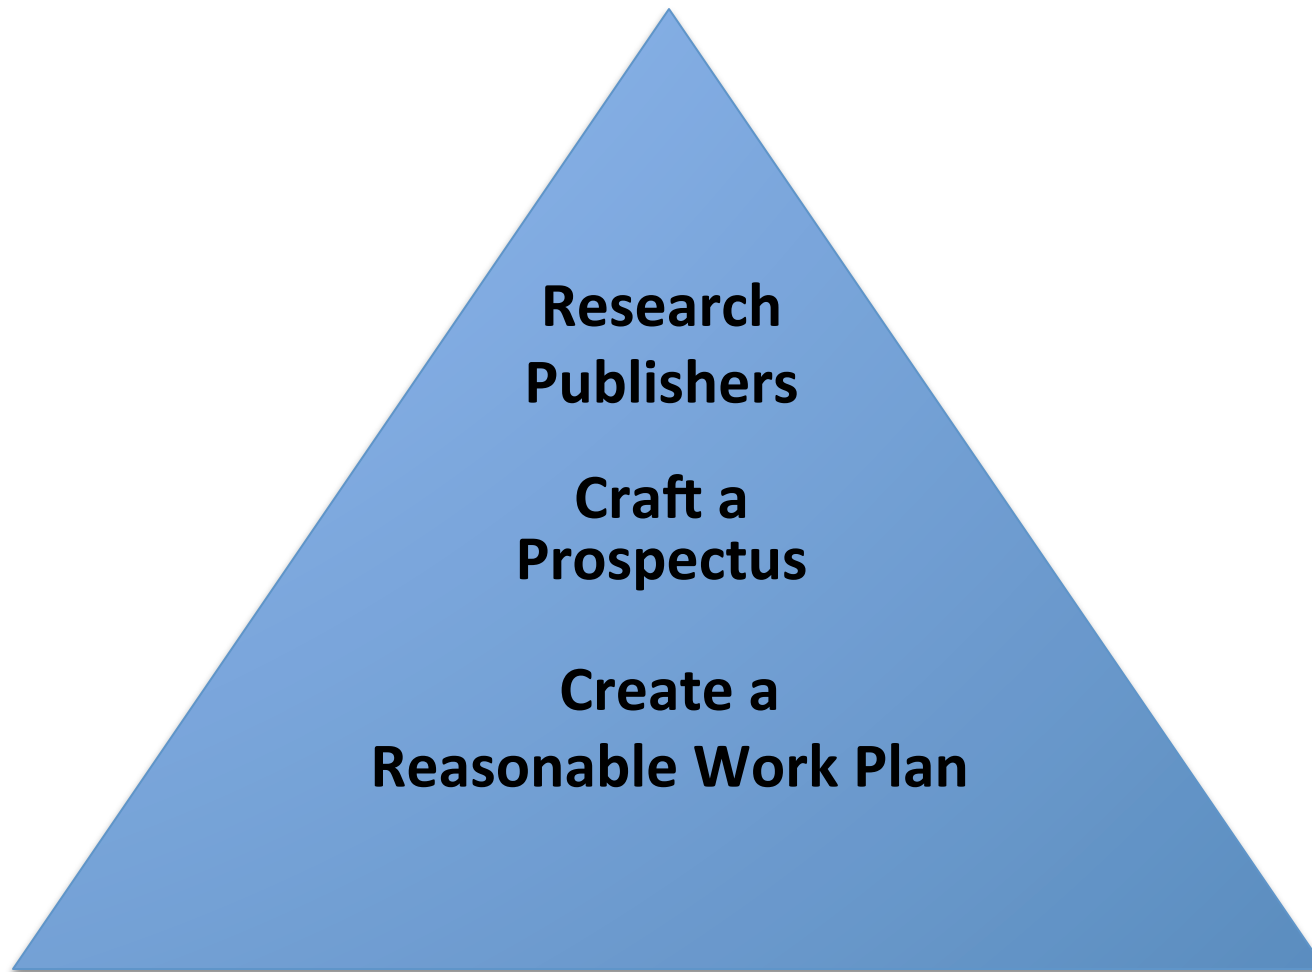 Research
Publishers
Craft a
Prospectus
Create a
Reasonable Work Plan